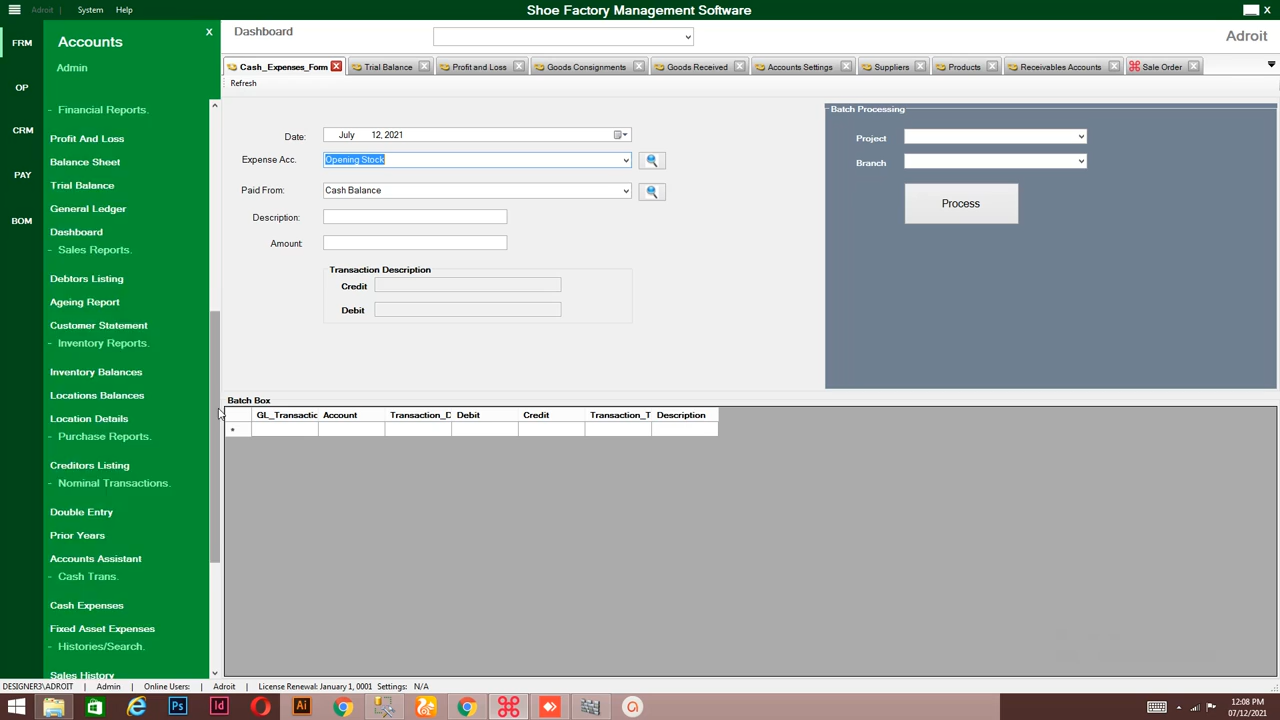 Adroit
System
Help
Shoe Factory Management Software
X
FRM
OP
CRM
PAY
BOM
Accounts
X
Admin
- Financial Reports.
Profit And Loss
Balance Sheet
Trial Balance
General Ledger
Dashboard
- Sales Reports.
Debtors Listing
Ageing Report
Customer Statement
- Inventory Reports.
Inventory Balances
Locations Balances
Location Details
- Purchase Reports.
Creditors Listing
- Nominal Transactions.
Double Entry
Prior Years
Accounts Assistant
- Cash Trans.
Cash Expenses
Fixed Asset Expenses
- Histories/Search.
Sales History
Dashboard
Adroit
Cash_Expenses_Form
Trial Balance
Profit and Loss
Goods Consignments
Goods Received
Accounts Settings
Suppliers
Products
Receivables Accounts
Sale Order
Refresh
Date: July 12, 2021
Expense Acc. Opening Stock
Paid From: Cash Balance
Description:
Amount:
Transaction Description
Credit
Debit
Batch Processing
Project
Branch
Process
Batch Box
GL_Transactic Account Transaction_D Debit Credit Transaction_T Description
*
DESIGNER3\ADROIT Admin Online Users: Adroit License Renewal: January 1, 0001 Settings: N/A
Ps
Id
Ai
12:08 PM
07/12/2021